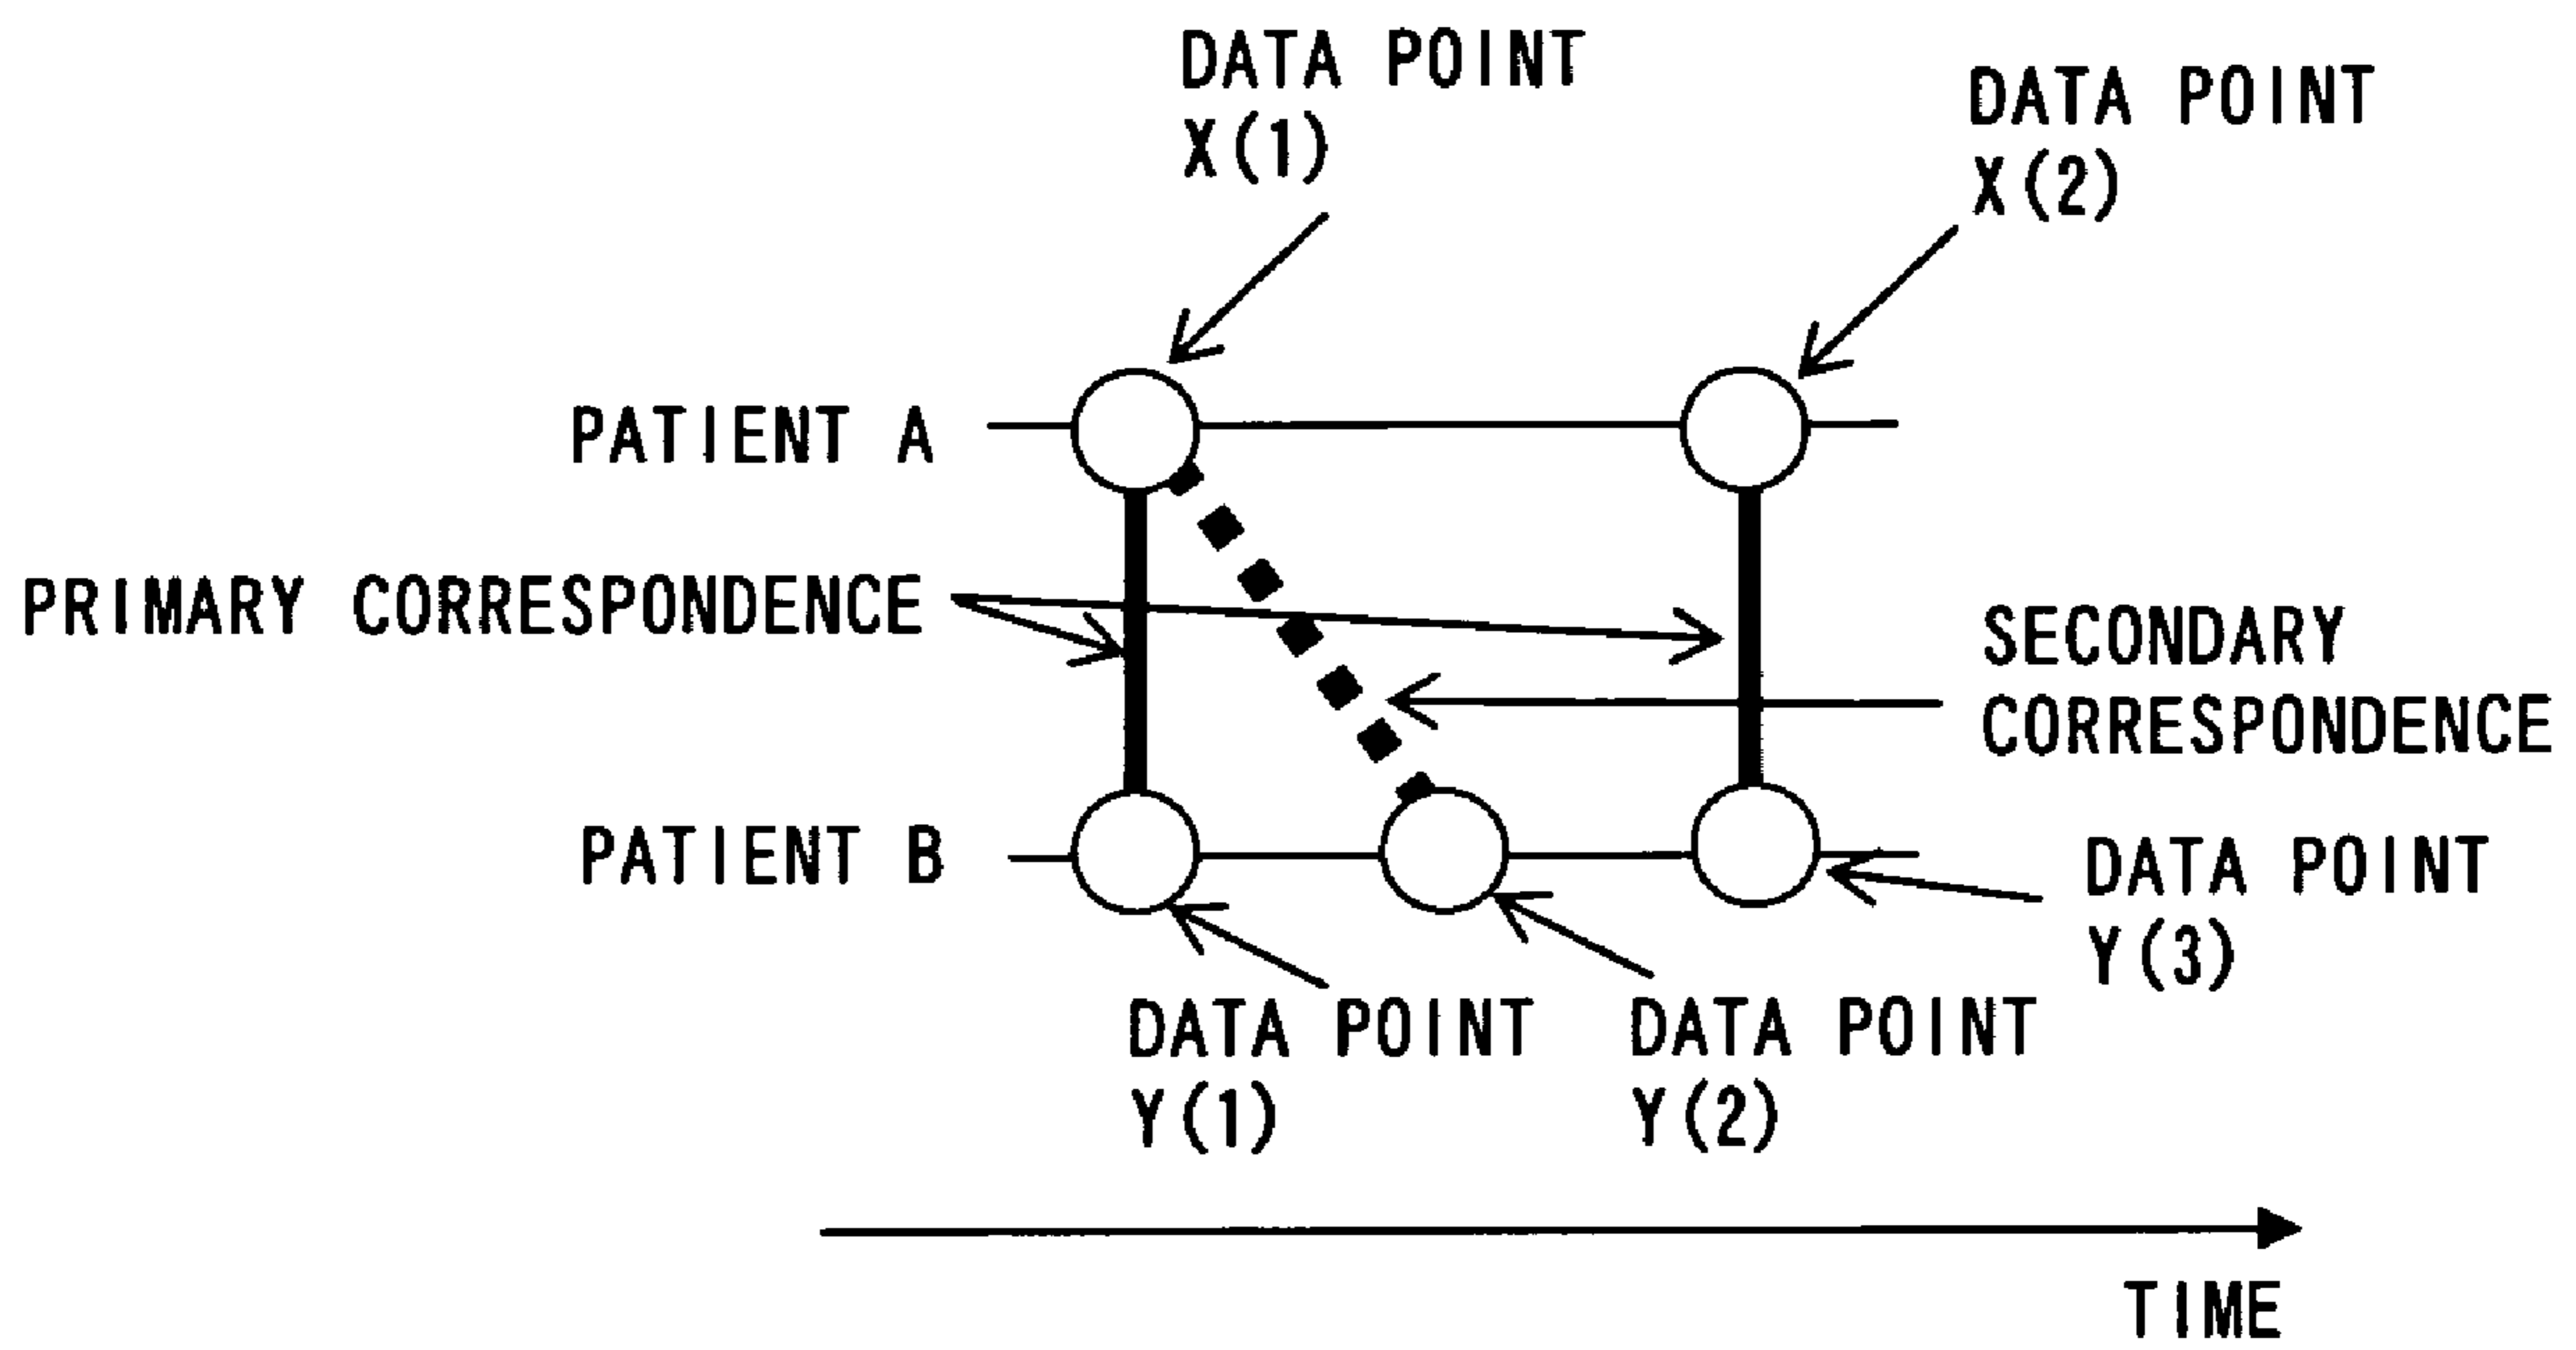 DATA POINT
X(1)
DATA POINT
X(2)
PATIENT A
PRIMARY CORRESPONDENCE
SECONDARY
CORRESPONDENCE
PATIENT B
DATA POINT
Y(3)
DATA POINT
Y(1)
DATA POINT
Y(2)
TIME